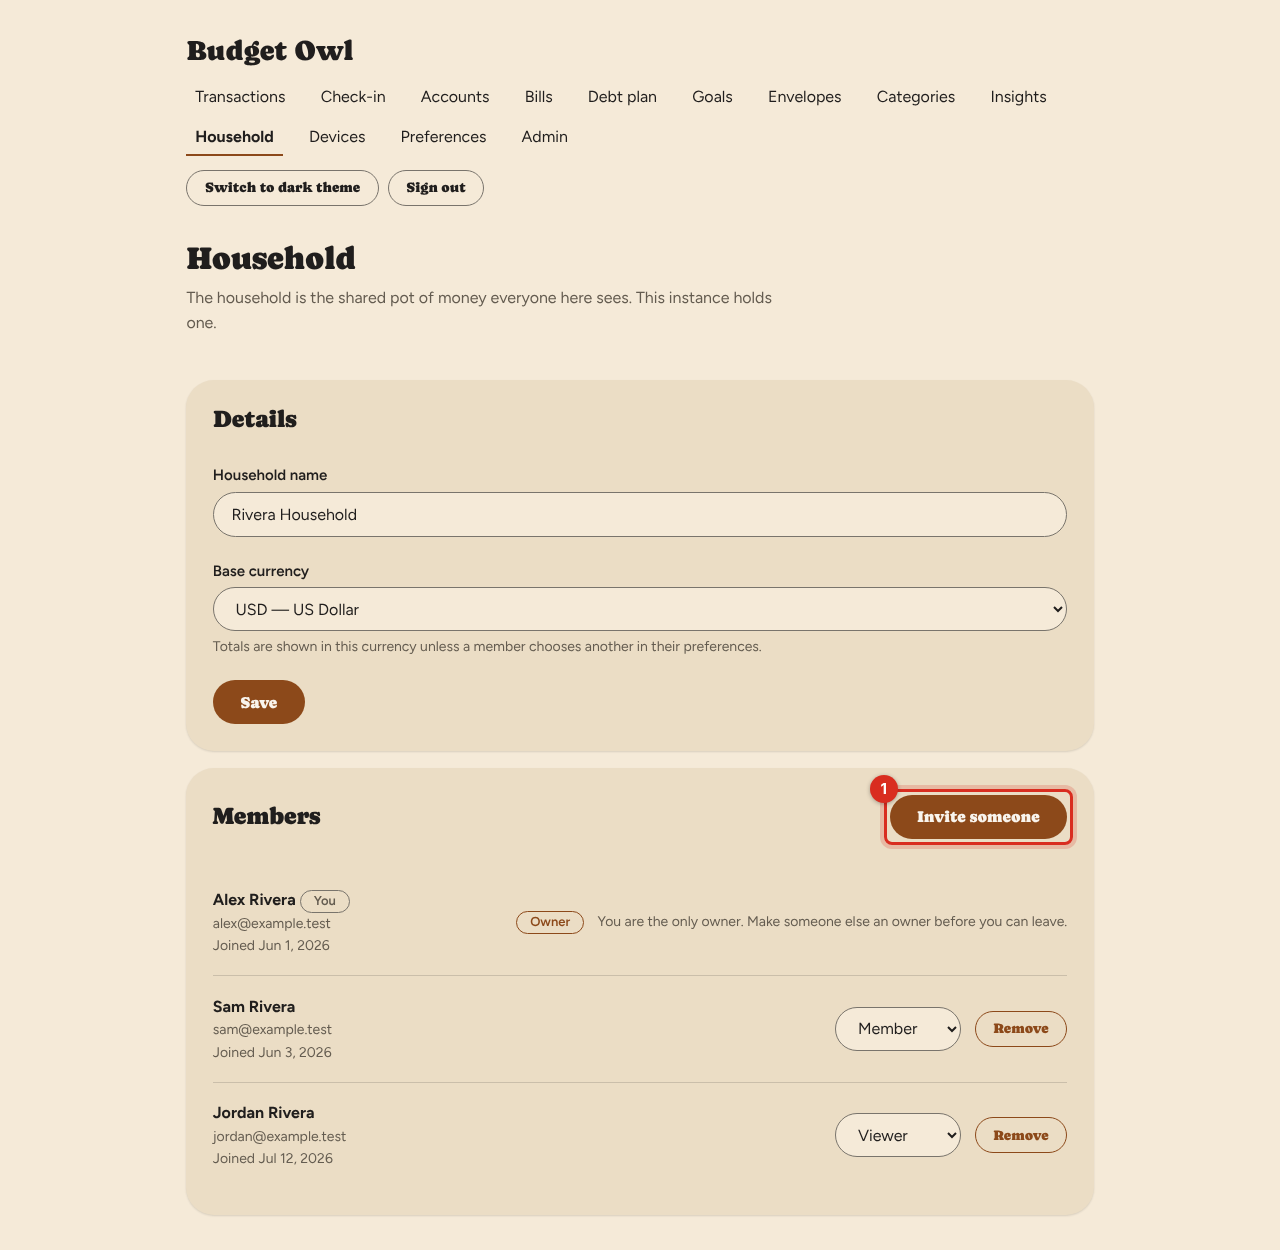 Budget Owl
Transactions Check-in Accounts Bills Debt plan Goals Envelopes Categories Insights
Household Devices Preferences Admin
Switch to dark theme Sign out
Household
The household is the shared pot of money everyone here sees. This instance holds
one.
Details
Household name
Rivera Household
Base currency
USD — US Dollar
Totals are shown in this currency unless a member chooses another in their preferences.
Save
1
Members Invite someone
Alex Rivera You
alex@example.test
Joined Jun 1, 2026
Owner You are the only owner. Make someone else an owner before you can leave.
Sam Rivera
sam@example.test
Joined Jun 3, 2026
Member Remove
Jordan Rivera
jordan@example.test
Joined Jul 12, 2026
Viewer Remove